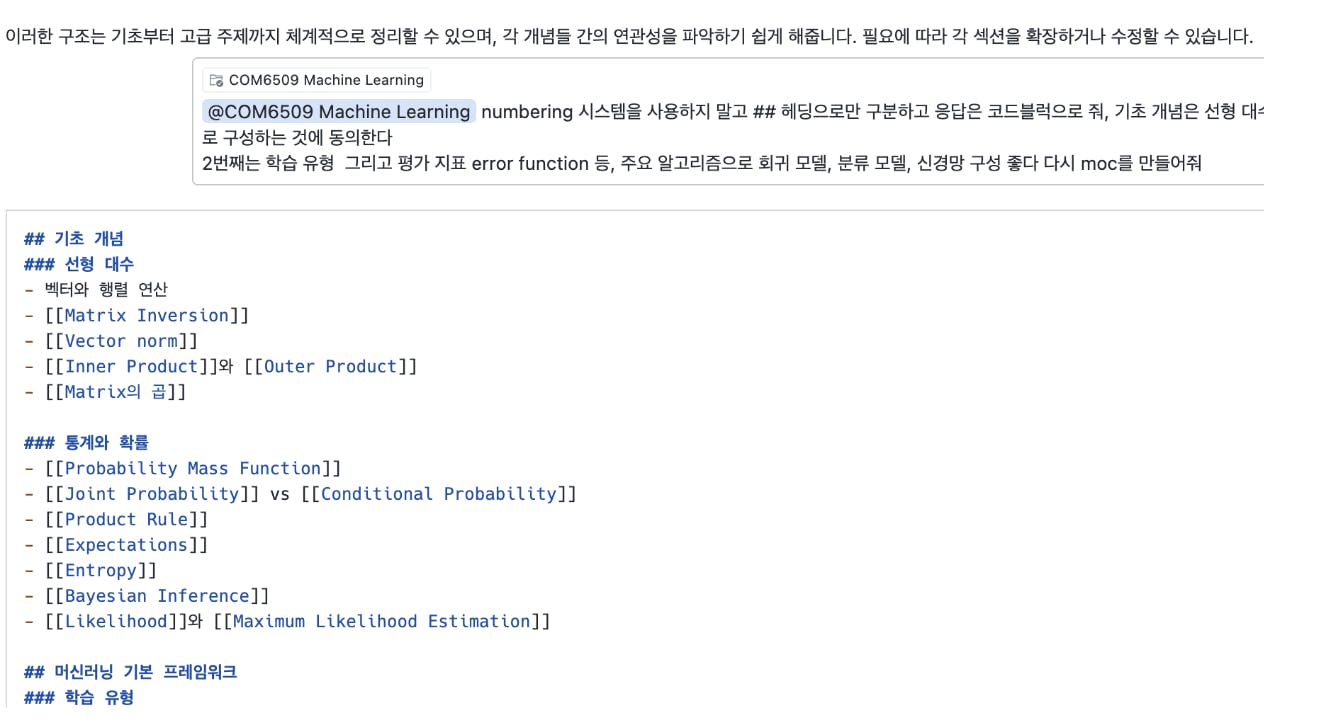 이러한 구조는 기초부터 고급 주제까지 체계적으로 정리할 수 있으며, 각 개념들 간의 연관성을 파악하기 쉽게 해줍니다. 필요에 따라 각 섹션을 확장하거나 수정할 수 있습니다.
COM6509 Machine Learning
@COM6509 Machine Learning numbering 시스템을 사용하지 말고 ## 헤딩으로만 구분하고 응답은 코드블럭으로 줘, 기초 개념은 선형 대수
로 구성하는 것에 동의한다
2번째는 학습 유형 그리고 평가 지표 error function 등, 주요 알고리즘으로 회귀 모델, 분류 모델, 신경망 구성 좋다 다시 moc를 만들어줘
## 기초 개념
### 선형 대수
- 벡터와 행렬 연산
- [[Matrix Inversion]]
- [[Vector norm]]
- [[Inner Product]]와 [[Outer Product]]
- [[Matrix의 곱]]
### 통계와 확률
- [[Probability Mass Function]]
- [[Joint Probability]] vs [[Conditional Probability]]
- [[Product Rule]]
- [[Expectations]]
- [[Entropy]]
- [[Bayesian Inference]]
- [[Likelihood]]와 [[Maximum Likelihood Estimation]]
## 머신러닝 기본 프레임워크
### 학습 유형